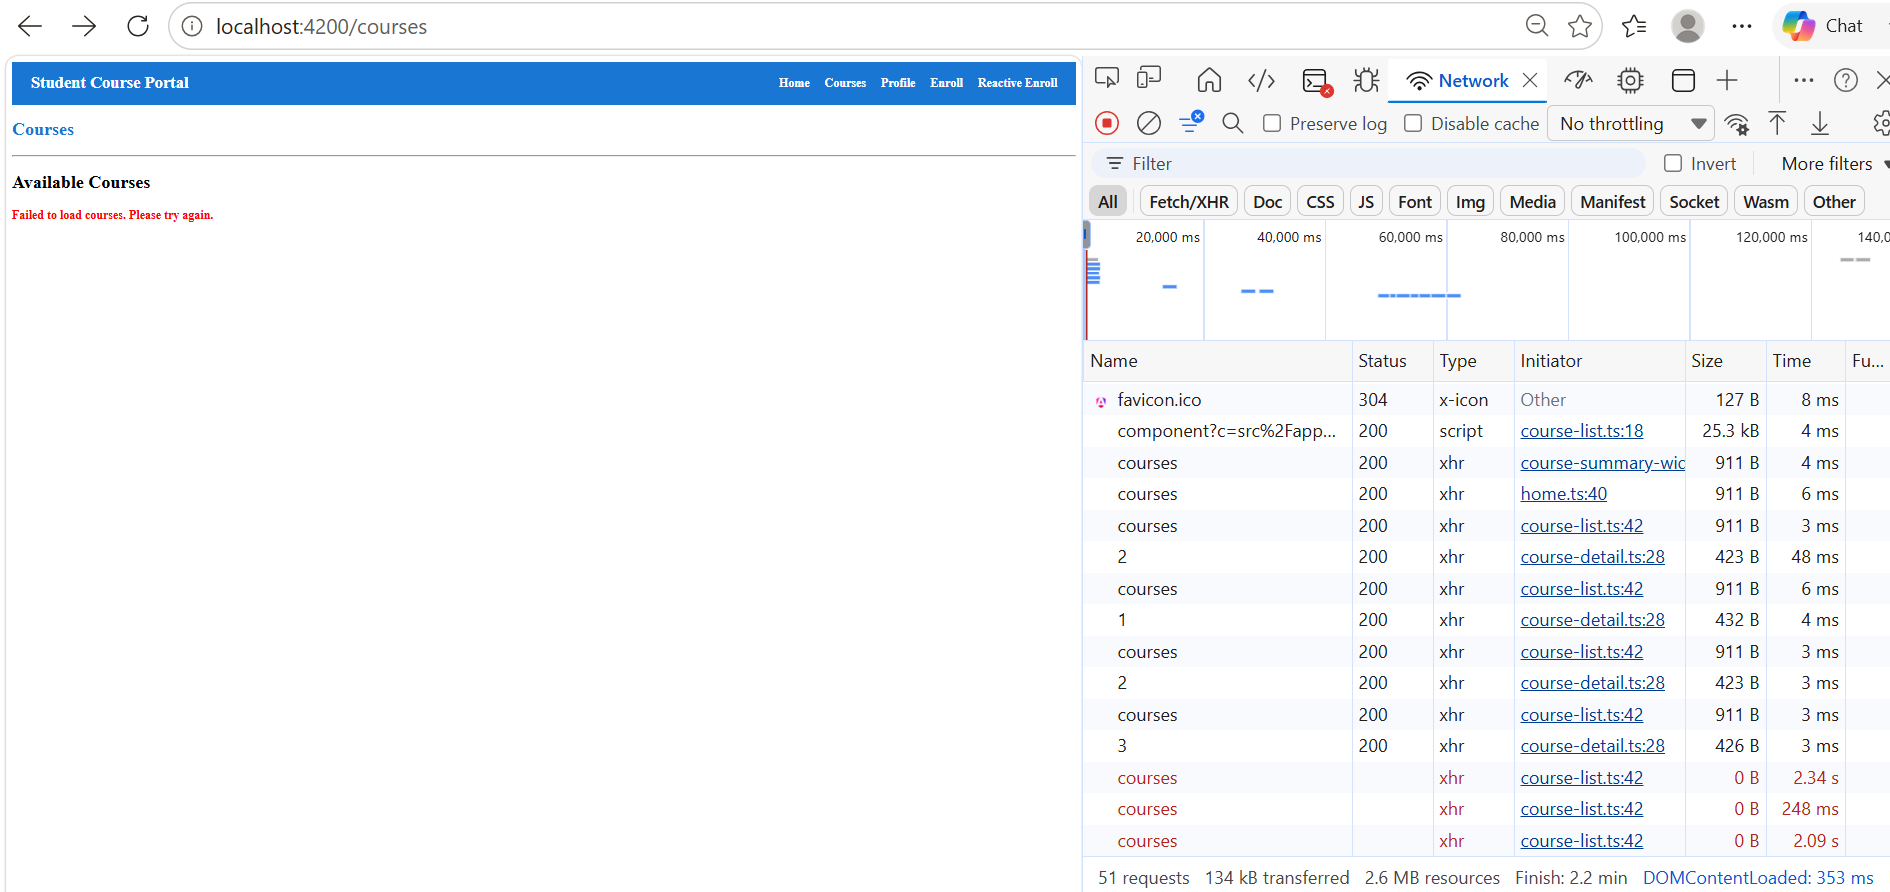 localhost:4200/courses
Chat
Student Course Portal
Home Courses Profile Enroll Reactive Enroll
Courses
Available Courses
Failed to load courses. Please try again.
Network
Preserve log Disable cache No throttling
Filter Invert More filters
All Fetch/XHR Doc CSS JS Font Img Media Manifest Socket Wasm Other
20,000 ms 40,000 ms 60,000 ms 80,000 ms 100,000 ms 120,000 ms 140,0
Name Status Type Initiator Size Time Fu...
favicon.ico 304 x-icon Other 127 B 8 ms
component?c=src%2Fapp... 200 script course-list.ts:18 25.3 kB 4 ms
courses 200 xhr course-summary-wid 911 B 4 ms
courses 200 xhr home.ts:40 911 B 6 ms
courses 200 xhr course-list.ts:42 911 B 3 ms
2 200 xhr course-detail.ts:28 423 B 48 ms
courses 200 xhr course-list.ts:42 911 B 6 ms
1 200 xhr course-detail.ts:28 432 B 4 ms
courses 200 xhr course-list.ts:42 911 B 3 ms
2 200 xhr course-detail.ts:28 423 B 3 ms
courses 200 xhr course-list.ts:42 911 B 3 ms
3 200 xhr course-detail.ts:28 426 B 3 ms
courses xhr course-list.ts:42 0 B 2.34 s
courses xhr course-list.ts:42 0 B 248 ms
courses xhr course-list.ts:42 0 B 2.09 s
51 requests 134 kB transferred 2.6 MB resources Finish: 2.2 min DOMContentLoaded: 353 ms